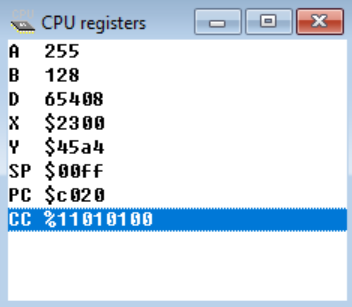 CPU registers
A 255
B 128
D 65408
X $2300
Y $45a4
SP $00ff
PC $c020
CC %11010100